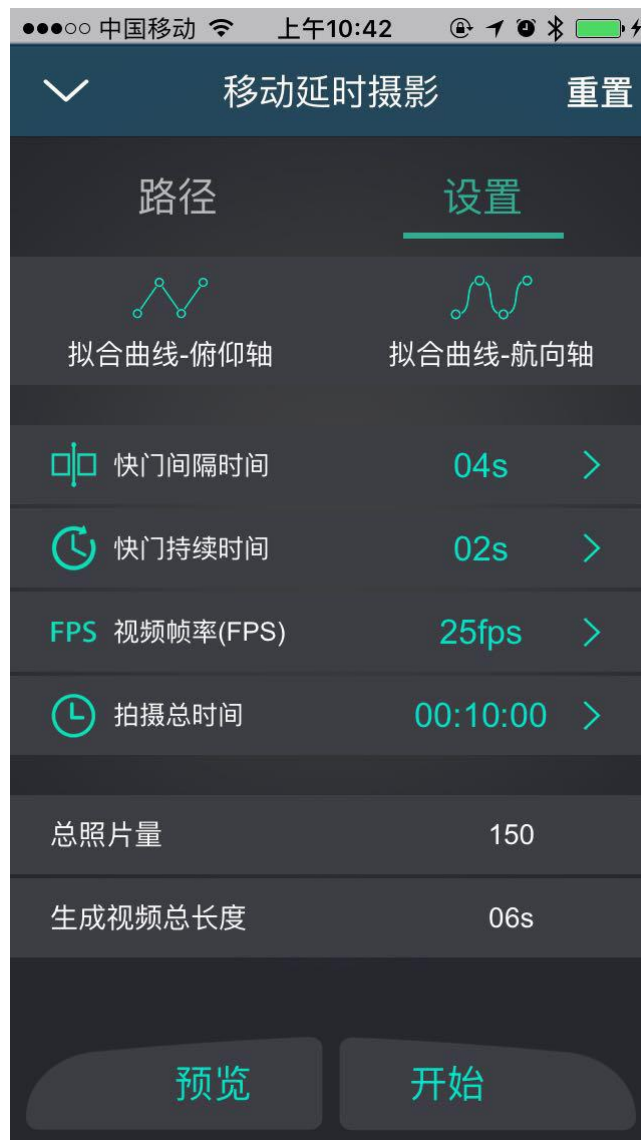 中国移动 上午10:42
移动延时摄影 重置
路径 设置
拟合曲线-俯仰轴 拟合曲线-航向轴
快门间隔时间 04s
快门持续时间 02s
FPS 视频帧率(FPS) 25fps
拍摄总时间 00:10:00
总照片量 150
生成视频总长度 06s
预览 开始